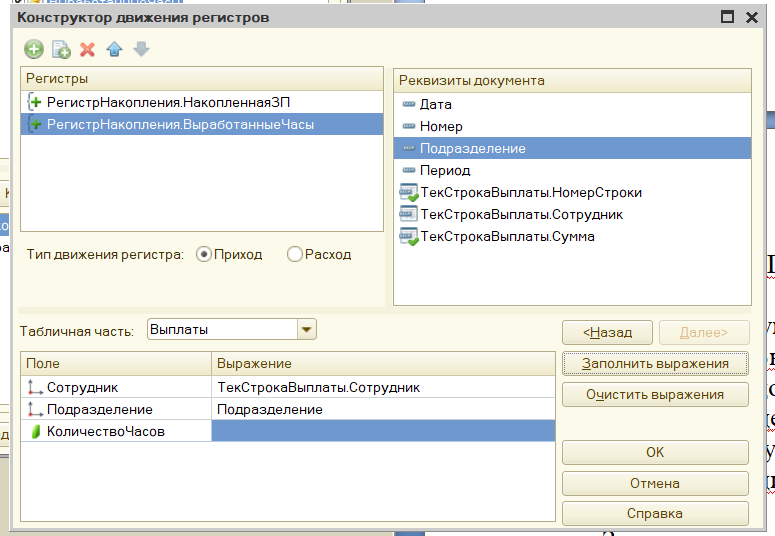 Конструктор движения регистров
Регистры
РегистрНакопления.НакопленнаяЗП
РегистрНакопления.ВыработанныеЧасы
Тип движения регистра: Приход Расход
Реквизиты документа
Дата
Номер
Подразделение
Период
ТекСтрокаВыплаты.НомерСтроки
ТекСтрокаВыплаты.Сотрудник
ТекСтрокаВыплаты.Сумма
Табличная часть: Выплаты
<Назад Далее>
Поле Выражение
Сотрудник ТекСтрокаВыплаты.Сотрудник
Подразделение Подразделение
КоличествоЧасов
Заполнить выражения
Очистить выражения
OK
Отмена
Справка